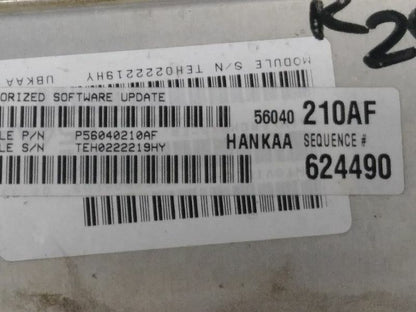 MODULE S/N TEH0222219HY
UBKAA
ORIZED SOFTWARE UPDATE
LE P/N P56040210AF
LE S/N TEH0222219HY
56040 210AF
HANKAA SEQUENCE #
624490